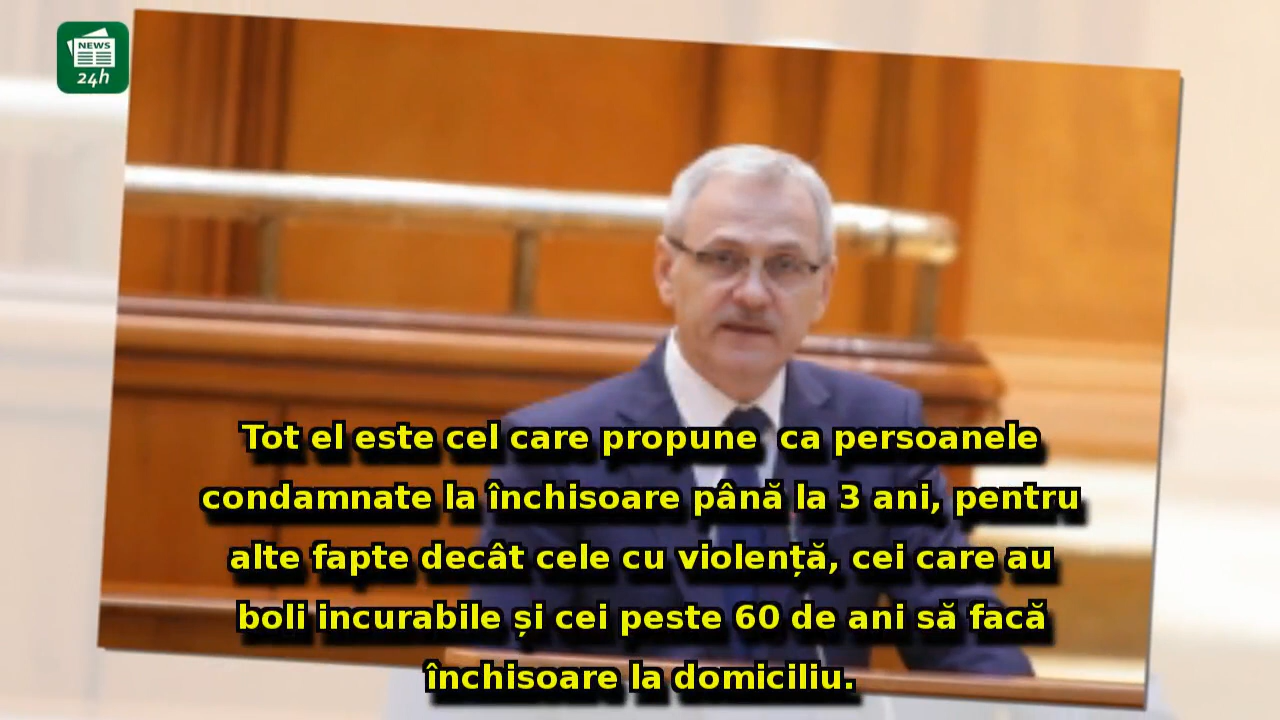 NEWS
24h
Tot el este cel care propune  ca persoanele
condamnate la închisoare până la 3 ani, pentru
alte fapte decât cele cu violență, cei care au
boli incurabile și cei peste 60 de ani să facă
închisoare la domiciliu.